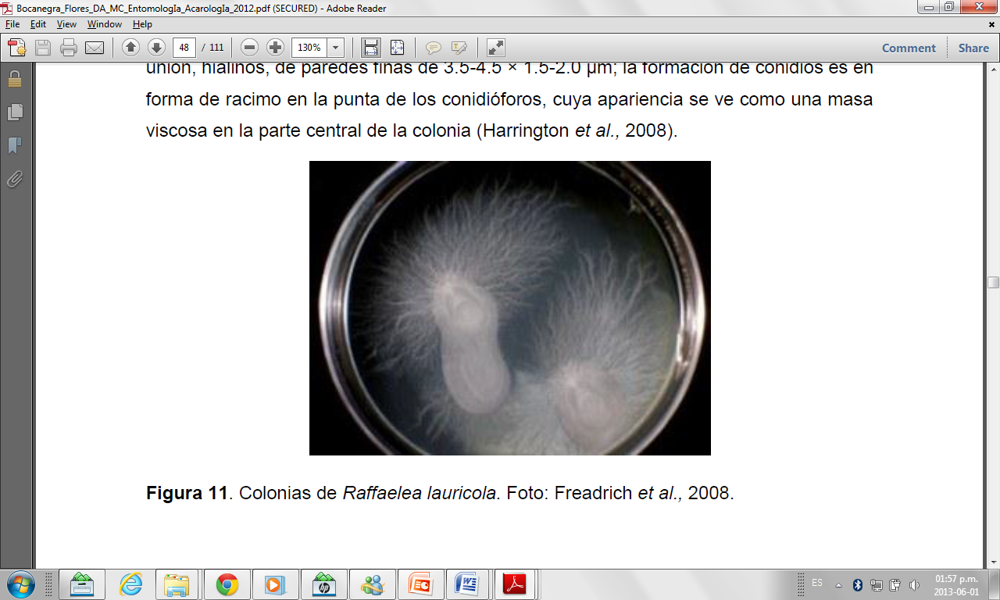 Bocanegra_Flores_DA_MC_EntomologIa_AcarologIa_2012.pdf (SECURED) - Adobe Reader
File Edit View Window Help
48 / 111 130% Comment Share
unión, hialinos, de paredes finas de 3.5-4.5 × 1.5-2.0 μm; la formación de conidios es en
forma de racimo en la punta de los conidióforos, cuya apariencia se ve como una masa
viscosa en la parte central de la colonia (Harrington et al., 2008).
Figura 11. Colonias de Raffaelea lauricola. Foto: Freadrich et al., 2008.
ES 01:57 p.m.
2013-06-01